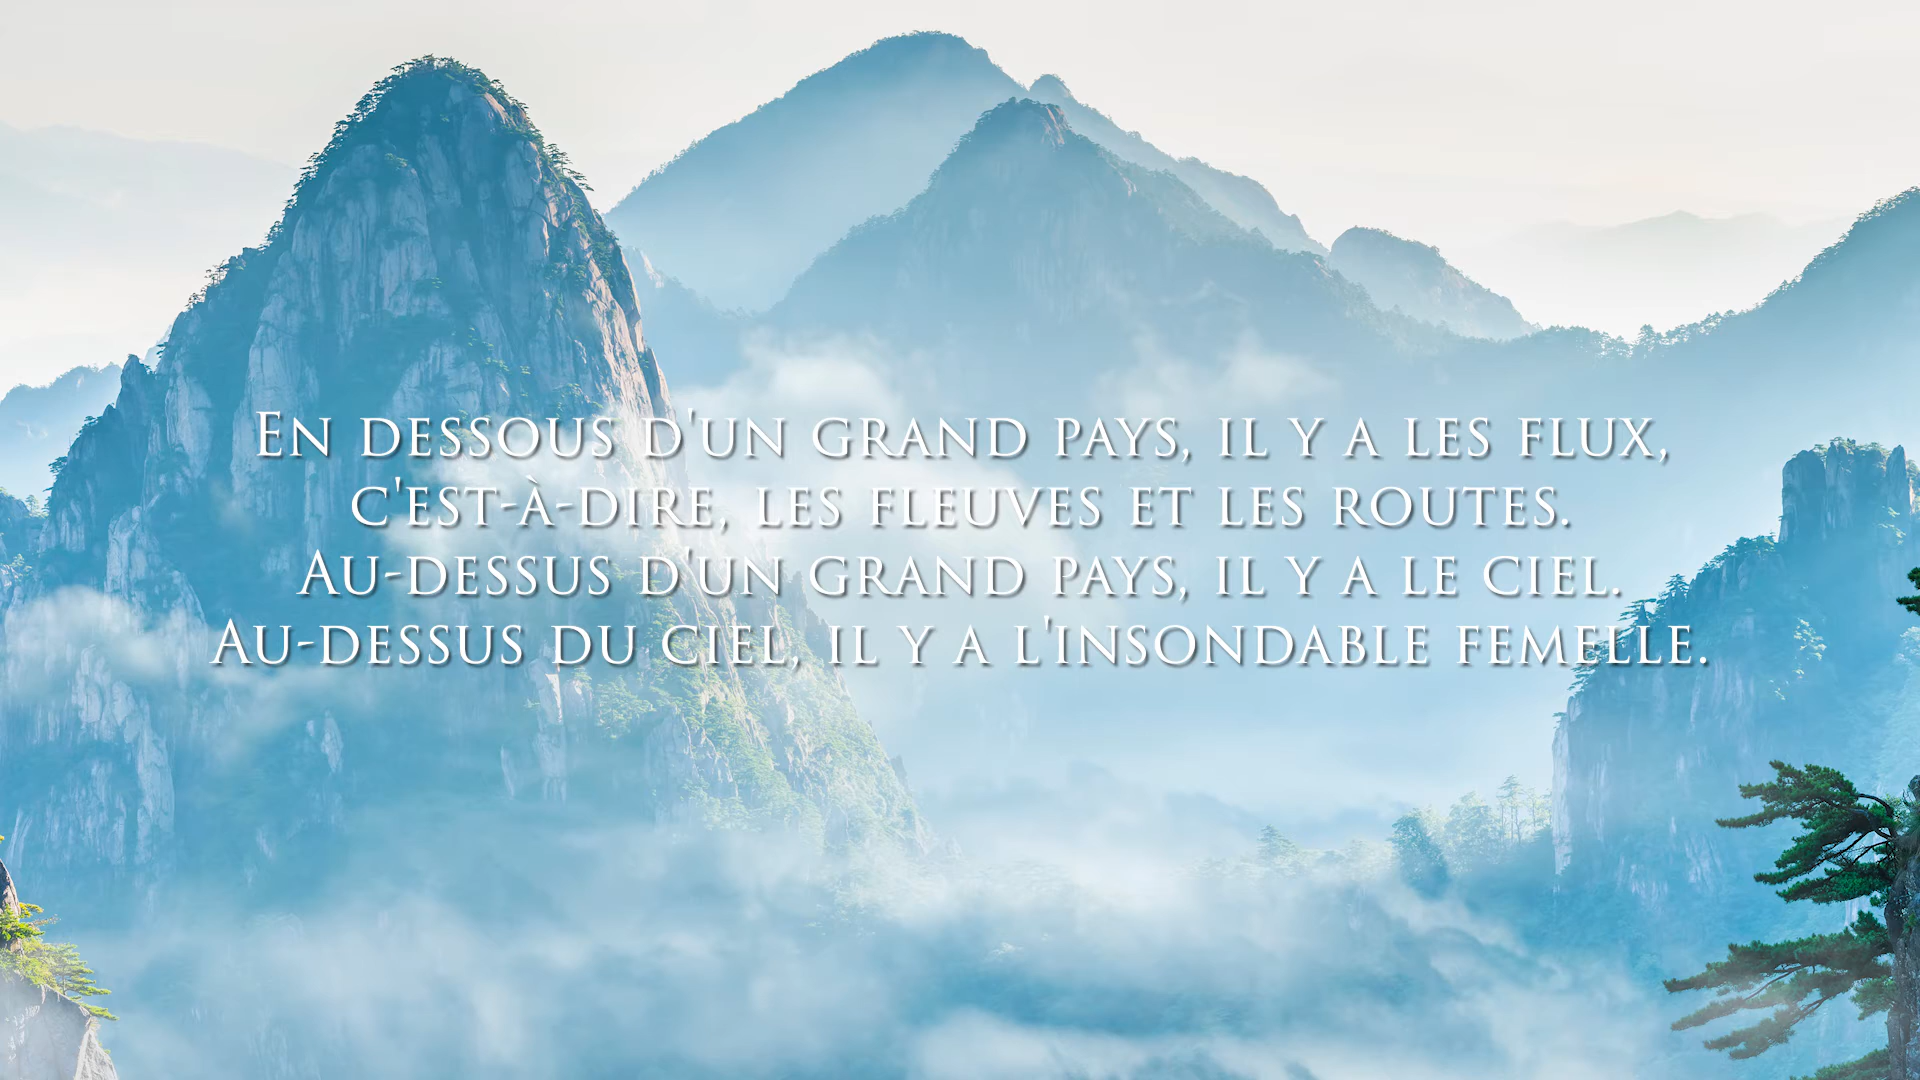 En dessous d'un grand pays, il y a les flux,
c'est-à-dire, les fleuves et les routes.
Au-dessus d'un grand pays, il y a le ciel.
Au-dessus du ciel, il y a l'insondable femelle.